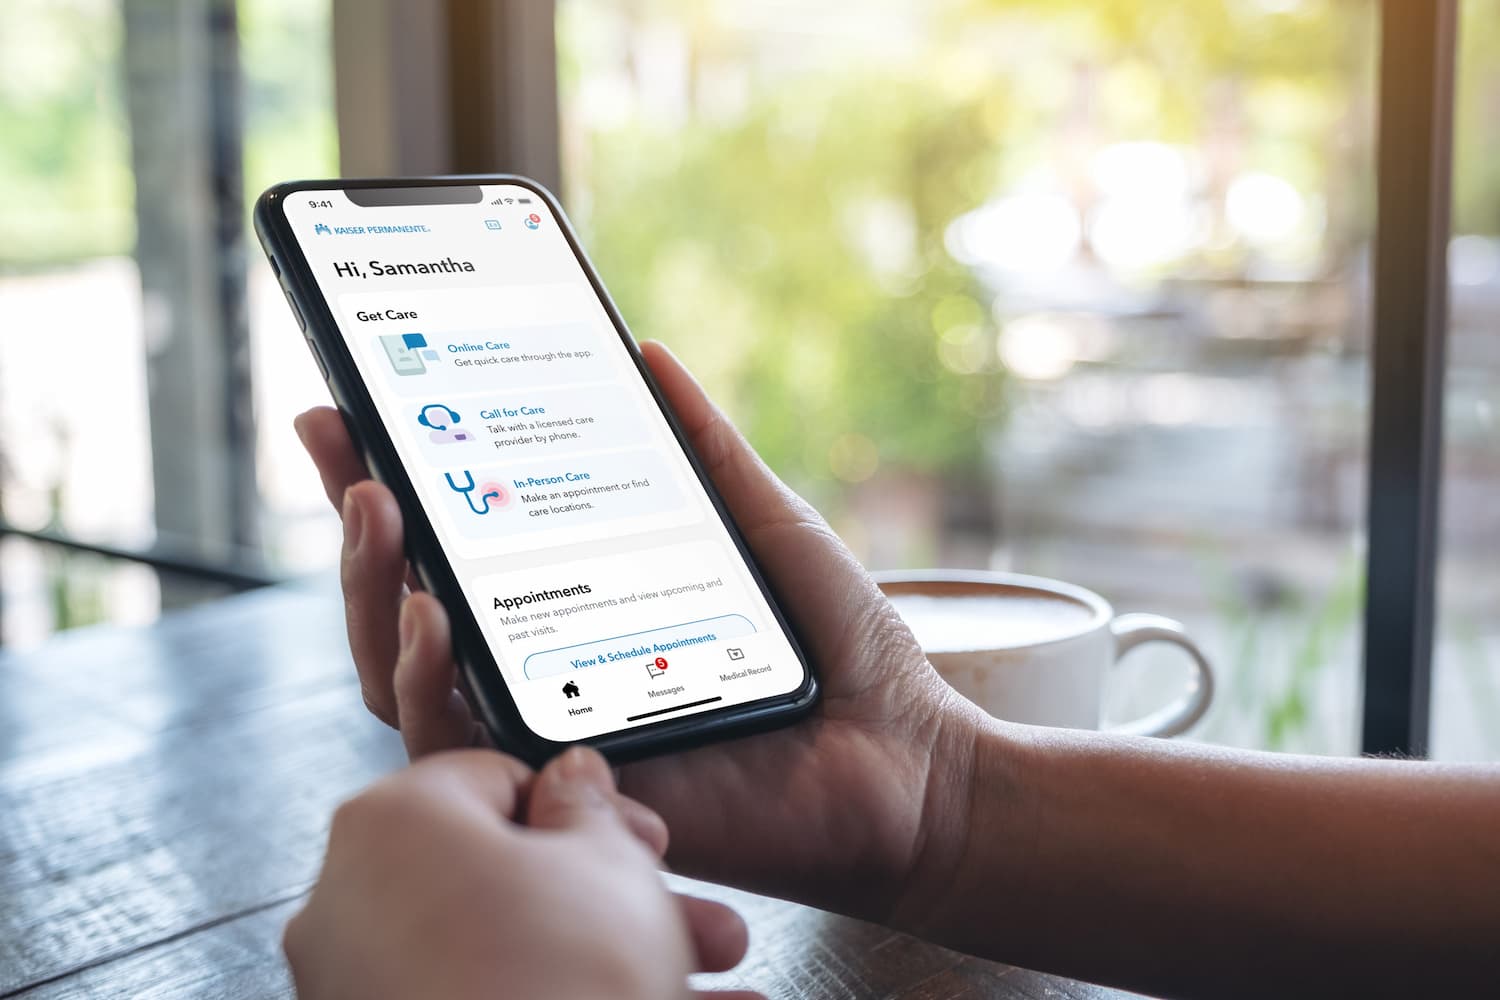 9:41
KAISER PERMANENTE®
5
Hi, Samantha
Get Care
Online Care
Get quick care through the app.
Call for Care
Talk with a licensed care
provider by phone.
In-Person Care
Make an appointment or find
care locations.
Appointments
Make new appointments and view upcoming and
past visits.
View & Schedule Appointments
5
Home
Messages
Medical Record